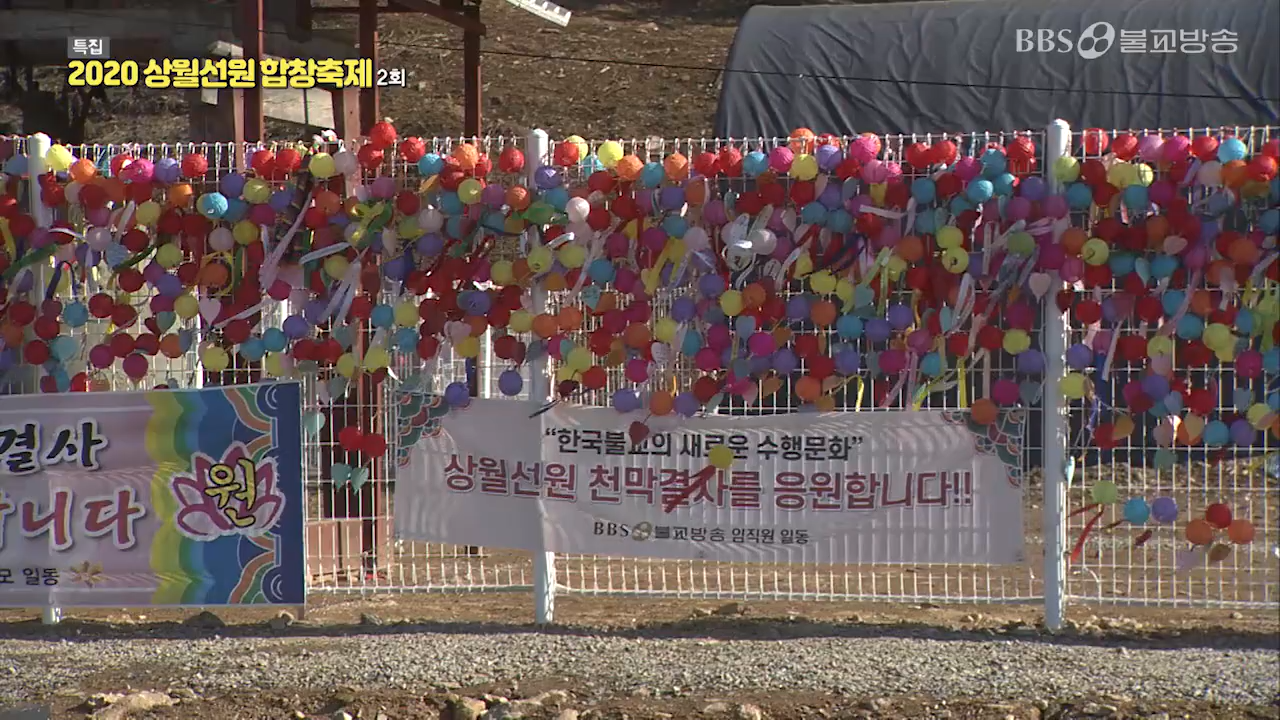 특집
2020 상월선원 합창축제 2회
BBS 불교방송
결사
합니다
원
모 일동
“한국불교의 새로운 수행문화”
상월선원 천막결사를 응원합니다!!
BBS 불교방송 임직원 일동